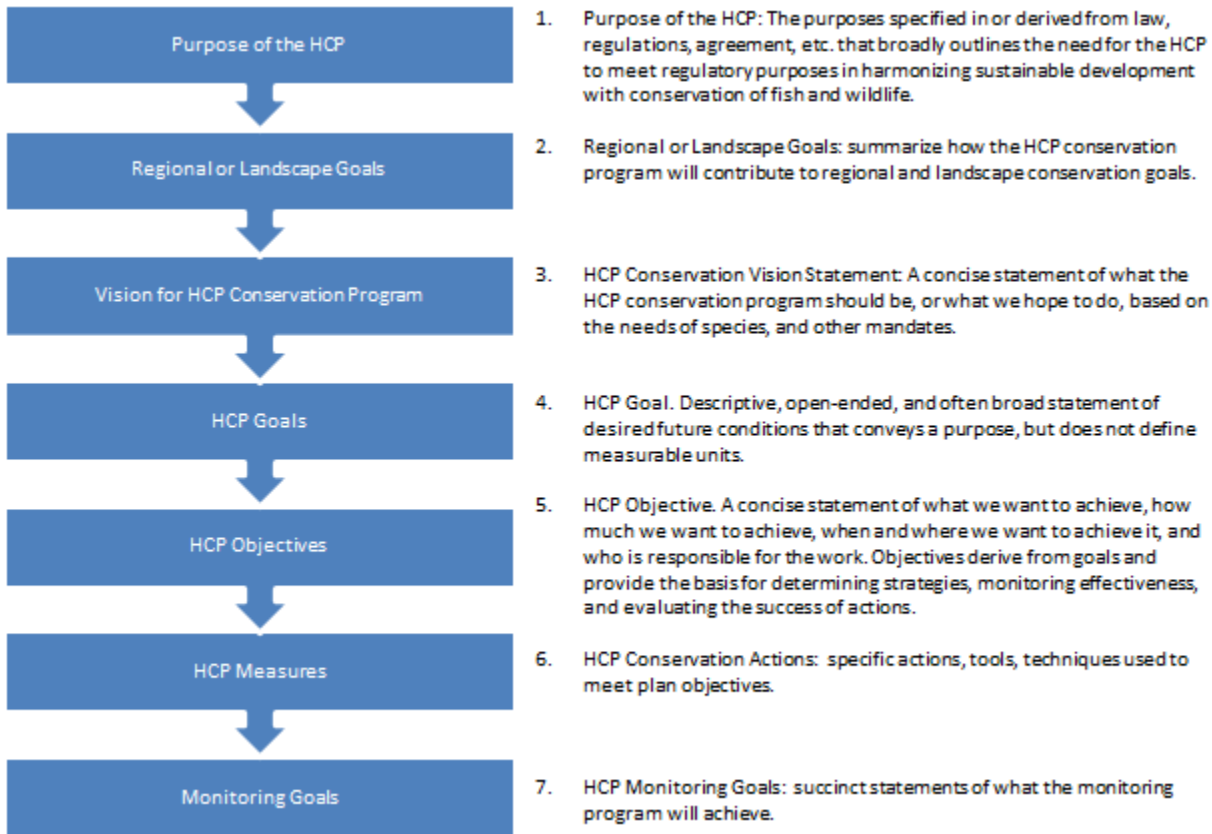 Purpose of the HCP
1. Purpose of the HCP: The purposes specified in or derived from law,
regulations, agreement, etc. that broadly outlines the need for the HCP
to meet regulatory purposes in harmonizing sustainable development
with conservation of fish and wildlife.
Regional or Landscape Goals
2. Regional or Landscape Goals: summarize how the HCP conservation
program will contribute to regional and landscape conservation goals.
Vision for HCP Conservation Program
3. HCP Conservation Vision Statement: A concise statement of what the
HCP conservation program should be, or what we hope to do, based on
the needs of species, and other mandates.
HCP Goals
4. HCP Goal. Descriptive, open-ended, and often broad statement of
desired future conditions that conveys a purpose, but does not define
measurable units.
HCP Objectives
5. HCP Objective. A concise statement of what we want to achieve, how
much we want to achieve, when and where we want to achieve it, and
who is responsible for the work. Objectives derive from goals and
provide the basis for determining strategies, monitoring effectiveness,
and evaluating the success of actions.
HCP Measures
6. HCP Conservation Actions: specific actions, tools, techniques used to
meet plan objectives.
Monitoring Goals
7. HCP Monitoring Goals: succinct statements of what the monitoring
program will achieve.